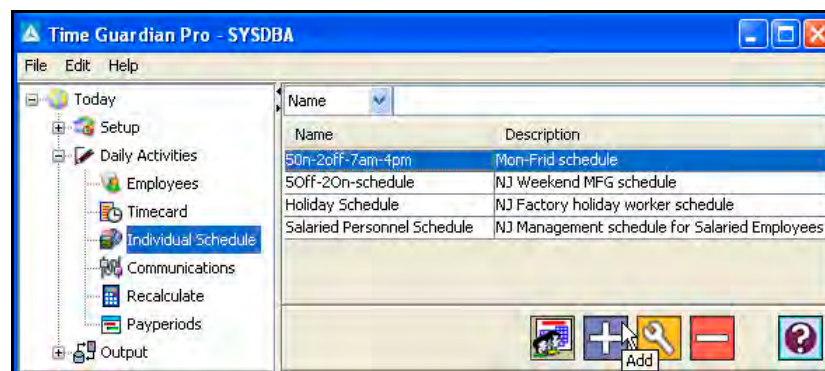 Time Guardian Pro - SYSDBA
File Edit Help
Today
Setup
Daily Activities
Employees
Timecard
Individual Schedule
Communications
Recalculate
Payperiods
Output
Name
Name Description
5On-2off-7am-4pm Mon-Frid schedule
5Off-2On-schedule NJ Weekend MFG schedule
Holiday Schedule NJ Factory holiday worker schedule
Salaried Personnel Schedule NJ Management schedule for Salaried Employees
Add